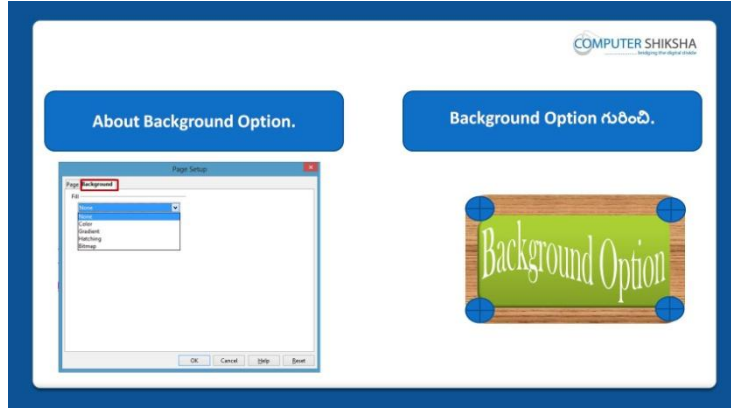 COMPUTER SHIKSHA
bridging the digital divide
About Background Option.
Background Option గురించి.
Page Setup
Page Background
Fill
None
None
Color
Gradient
Hatching
Bitmap
OK Cancel Help Reset
Background Option